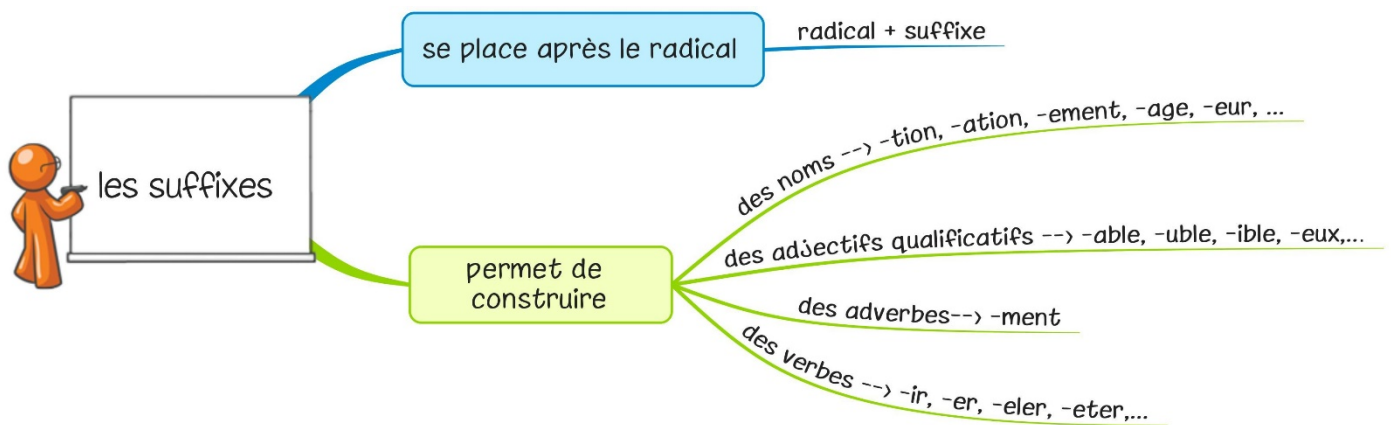 les suffixes
se place après le radical
radical + suffixe
permet de
construire
des noms --> -tion, -ation, -ement, -age, -eur, ...
des adjectifs qualificatifs --> -able, -uble, -ible, -eux,...
des adverbes--> -ment
des verbes --> -ir, -er, -eler, -eter,...